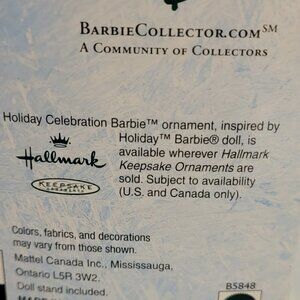 BARBIECOLLECTOR.COM℠
A COMMUNITY OF COLLECTORS
Holiday Celebration Barbie™ ornament, inspired by
Holiday™ Barbie® doll, is
available wherever Hallmark
Keepsake Ornaments are
sold. Subject to availability
(U.S. and Canada only).
Hallmark
KEEPSAKE
Colors, fabrics, and decorations
may vary from those shown.
Mattel Canada Inc., Mississauga,
Ontario L5R 3W2.
Doll stand included.
B5848